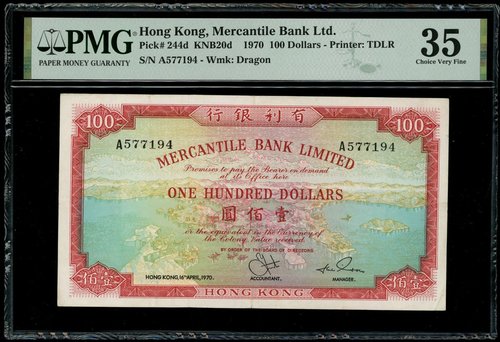 PMG
PAPER MONEY GUARANTY
Hong Kong, Mercantile Bank Ltd.
Pick# 244d KNB20d 1970 100 Dollars - Printer: TDLR
S/N A577194 - Wmk: Dragon
35
Choice Very Fine
100
行銀利有
100
A577194
A577194
MERCANTILE BANK LIMITED
Promises to pay the Bearer on demand
at its Office here
ONE HUNDRED DOLLARS
圓佰壹
or the equivalent in the Currency of
the Colony, Value received.
BY ORDER OF THE BOARD OF DIRECTORS
HONG KONG, 16TH APRIL, 1970.
ACCOUNTANT.
MANAGER.
佰壹
HONG KONG
佰壹